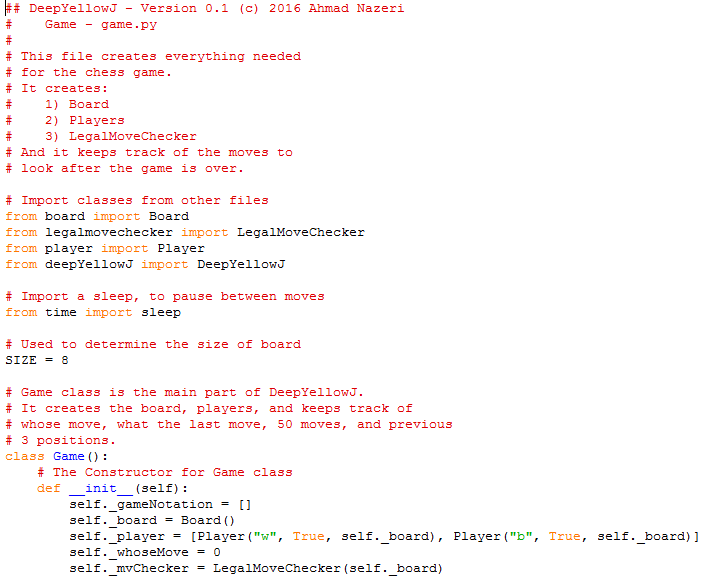 ## DeepYellowJ - Version 0.1 (c) 2016 Ahmad Nazeri
#    Game - game.py
#
# This file creates everything needed
# for the chess game.
# It creates:
#    1) Board
#    2) Players
#    3) LegalMoveChecker
# And it keeps track of the moves to
# look after the game is over.

# Import classes from other files
from board import Board
from legalmovechecker import LegalMoveChecker
from player import Player
from deepYellowJ import DeepYellowJ

# Import a sleep, to pause between moves
from time import sleep

# Used to determine the size of board
SIZE = 8

# Game class is the main part of DeepYellowJ.
# It creates the board, players, and keeps track of
# whose move, what the last move, 50 moves, and previous
# 3 positions.
class Game():
    # The Constructor for Game class
    def __init__(self):
        self._gameNotation = []
        self._board = Board()
        self._player = [Player("w", True, self._board), Player("b", True, self._board)]
        self._whoseMove = 0
        self._mvChecker = LegalMoveChecker(self._board)